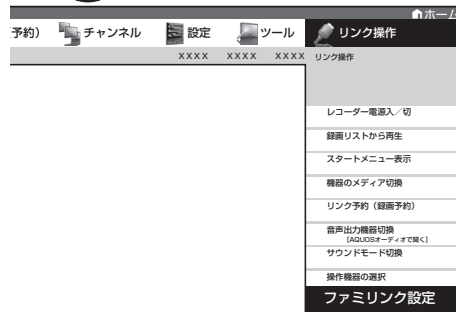 ホーム
予約）　チャンネル　設定　ツール　リンク操作
XXXX　XXXX　XXXX　リンク操作
レコーダー電源入／切
録画リストから再生
スタートメニュー表示
機器のメディア切換
リンク予約（録画予約）
音声出力機器切換
［AQUOSオーディオで聞く］
サウンドモード切換
操作機器の選択
ファミリンク設定